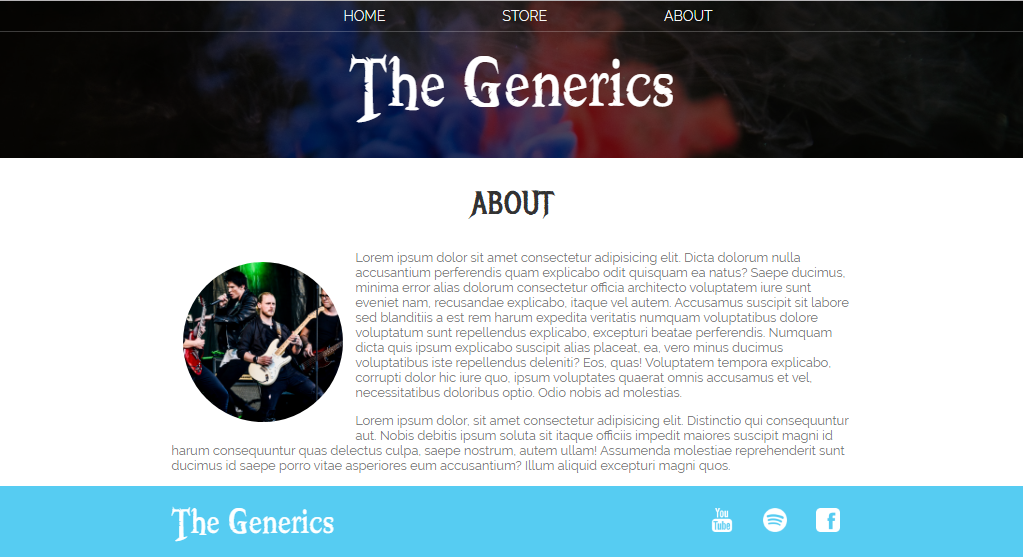 HOME STORE ABOUT
The Generics
ABOUT
Lorem ipsum dolor sit amet consectetur adipisicing elit. Dicta dolorum nulla
accusantium perferendis quam explicabo odit quisquam ea natus? Saepe ducimus,
minima error alias dolorum consectetur officia architecto voluptatem iure sunt
eveniet nam, recusandae explicabo, itaque vel autem. Accusamus suscipit sit labore
sed blanditiis a est rem harum expedita veritatis numquam voluptatibus dolore
voluptatum sunt repellendus explicabo, excepturi beatae perferendis. Numquam
dicta quis ipsum explicabo suscipit alias placeat, ea, vero minus ducimus
voluptatibus iste repellendus deleniti? Eos, quas! Voluptatem tempora explicabo,
corrupti dolor hic iure quo, ipsum voluptates quaerat omnis accusamus et vel,
necessitatibus doloribus optio. Odio nobis ad molestias.
Lorem ipsum dolor, sit amet consectetur adipisicing elit. Distinctio qui consequuntur
aut. Nobis debitis ipsum soluta sit itaque officiis impedit maiores suscipit magni id
harum consequuntur quas delectus culpa, saepe nostrum, autem ullam! Assumenda molestiae reprehenderit sunt
ducimus id saepe porro vitae asperiores eum accusantium? Illum aliquid excepturi magni quos.
The Generics
You
Tube